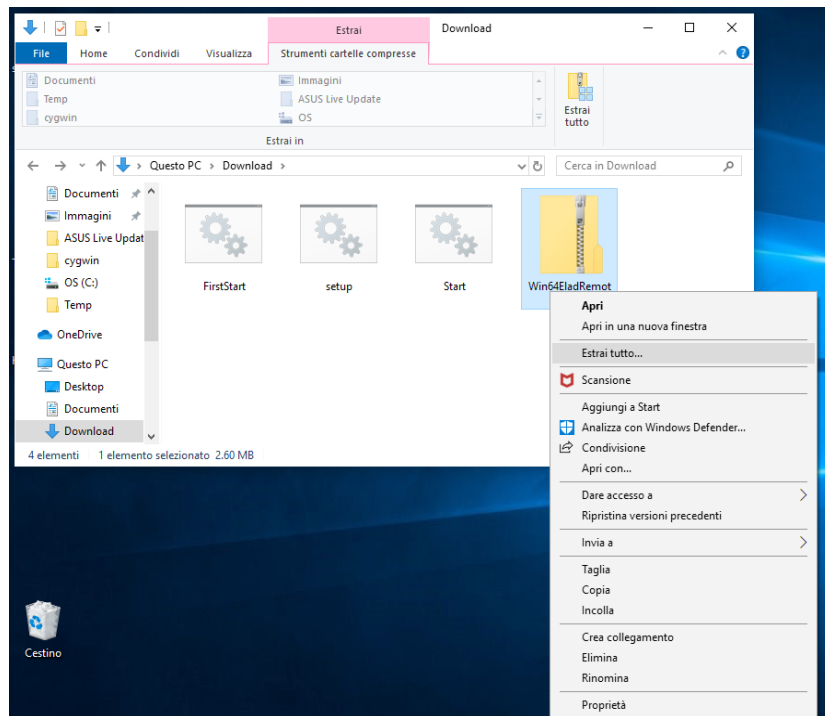 Estrai
Download
File
Home
Condividi
Visualizza
Strumenti cartelle compresse
Documenti
Temp
cygwin
Immagini
ASUS Live Update
OS
Estrai
tutto
Estrai in
Questo PC > Download >
Cerca in Download
Documenti
Immagini
ASUS Live Updat
cygwin
OS (C:)
Temp
OneDrive
Questo PC
Desktop
Documenti
Download
FirstStart
setup
Start
Win64EladRemot
4 elementi
1 elemento selezionato 2.60 MB
Apri
Apri in una nuova finestra
Estrai tutto...
Scansione
Aggiungi a Start
Analizza con Windows Defender...
Condivisione
Apri con...
Dare accesso a
Ripristina versioni precedenti
Invia a
Taglia
Copia
Incolla
Crea collegamento
Elimina
Rinomina
Proprietà
Cestino